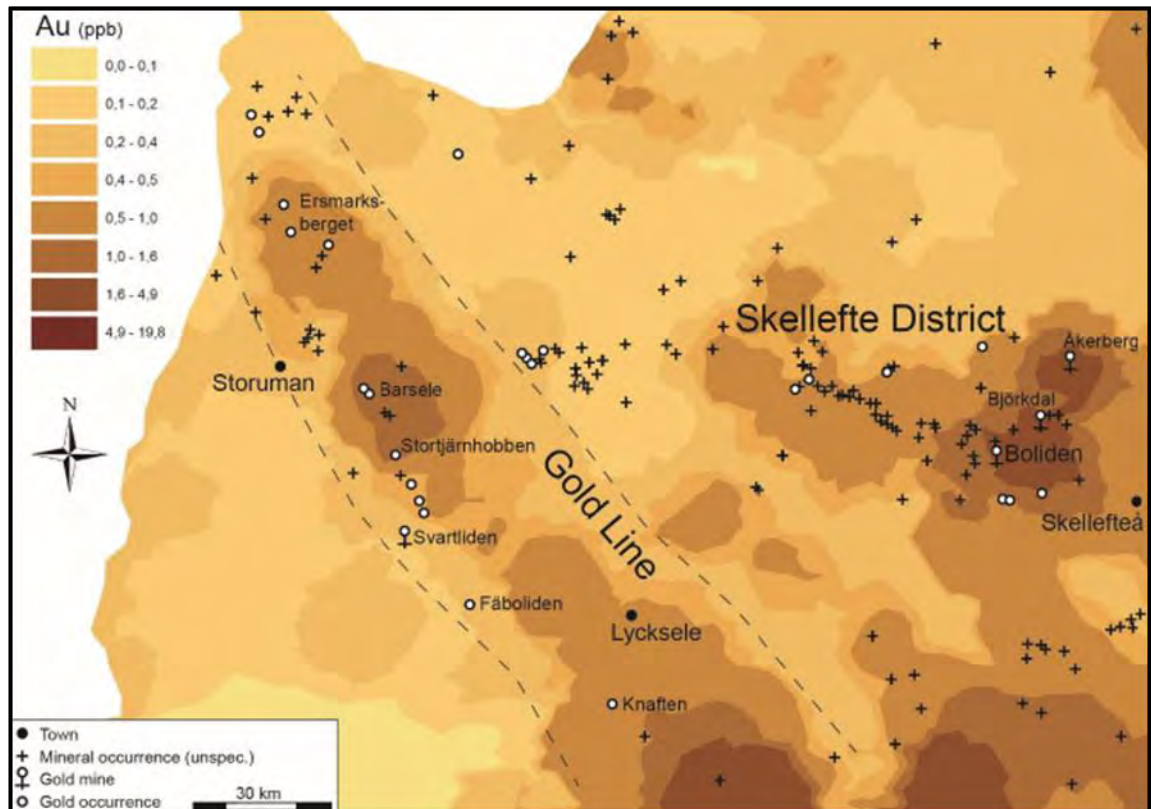 Au (ppb)
0,0 - 0,1
0,1 - 0,2
0,2 - 0,4
0,4 - 0,5
0,5 - 1,0
1,0 - 1,6
1,6 - 4,9
4,9 - 19,8
Ersmarks-
berget
Skellefte District
Åkerberg
Storuman
Barsele
Björkdal
N
Stortjärnhobben
Boliden
Gold Line
Skellefteå
Svartliden
Fäboliden
Lycksele
Knaften
Town
Mineral occurrence (unspec.)
Gold mine
Gold occurrence
30 km